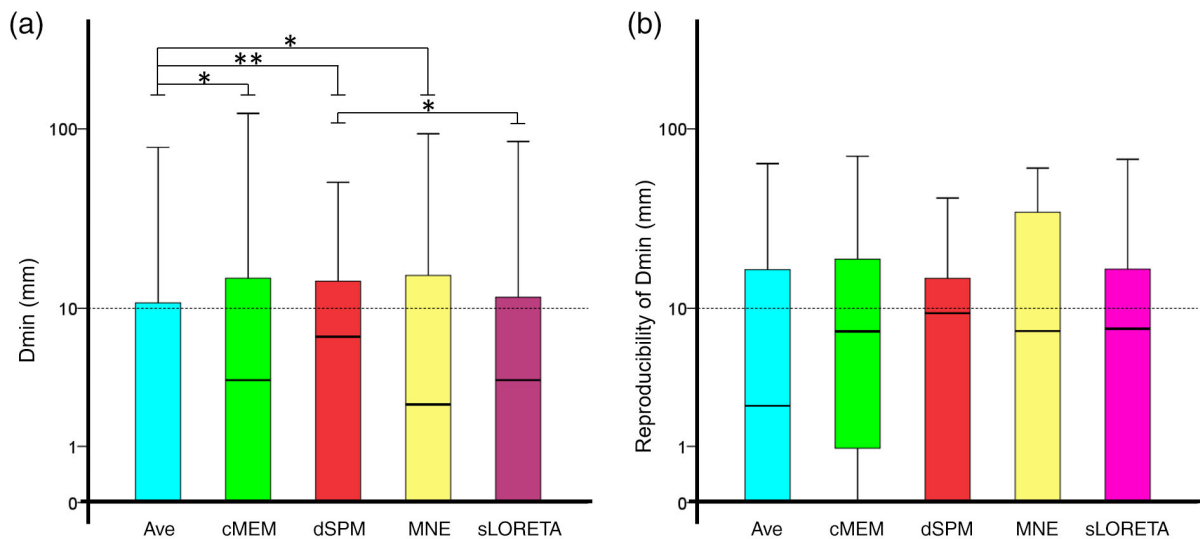 (a)
*
**
*
*
100
10
1
0
Dmin (mm)
Ave cMEM dSPM MNE sLORETA
(b)
100
10
1
0
Reproducibility of Dmin (mm)
Ave cMEM dSPM MNE sLORETA